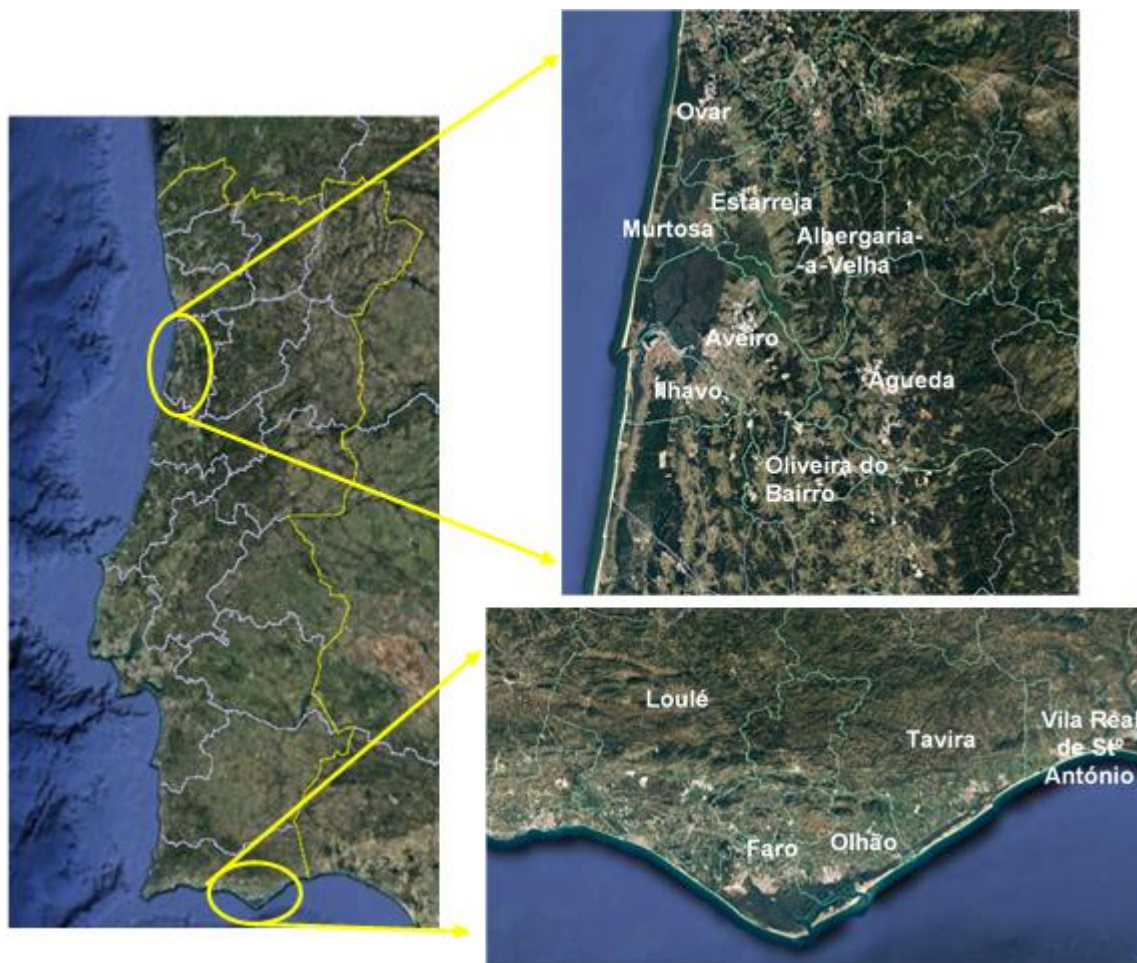 Ovar
Estarreja
Murtosa
Albergaria-
-a-Velha
Aveiro
Ílhavo
Águeda
Oliveira do
Bairro
Loulé
Tavira
Vila Real
de Stº
António
Faro
Olhão